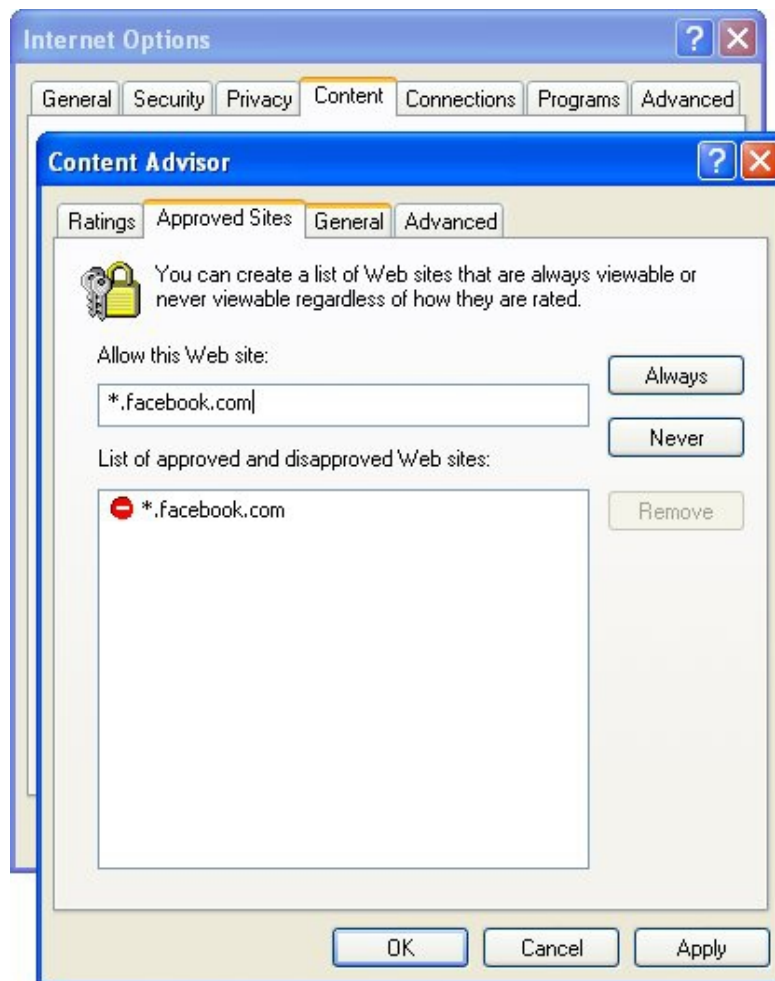 Internet Options
General Security Privacy Content Connections Programs Advanced
Content Advisor
Ratings Approved Sites General Advanced
You can create a list of Web sites that are always viewable or
never viewable regardless of how they are rated.
Allow this Web site:
Always
*.facebook.com
Never
List of approved and disapproved Web sites:
*.facebook.com
Remove
OK Cancel Apply